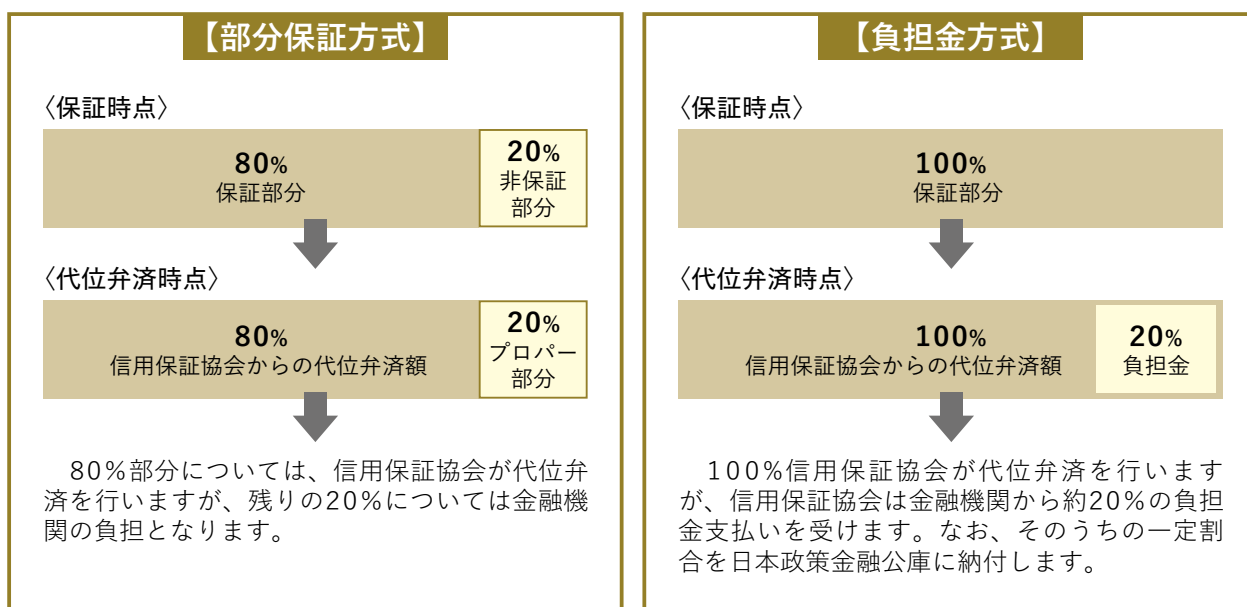 【部分保証方式】
〈保証時点〉
80%
保証部分
20%
非保証
部分
〈代位弁済時点〉
80%
信用保証協会からの代位弁済額
20%
プロパー
部分
80%部分については、信用保証協会が代位弁
済を行いますが、残りの20%については金融機
関の負担となります。
【負担金方式】
〈保証時点〉
100%
保証部分
〈代位弁済時点〉
100%
信用保証協会からの代位弁済額
20%
負担金
100%信用保証協会が代位弁済を行います
が、信用保証協会は金融機関から約20%の負担
金支払いを受けます。なお、そのうちの一定割
合を日本政策金融公庫に納付します。